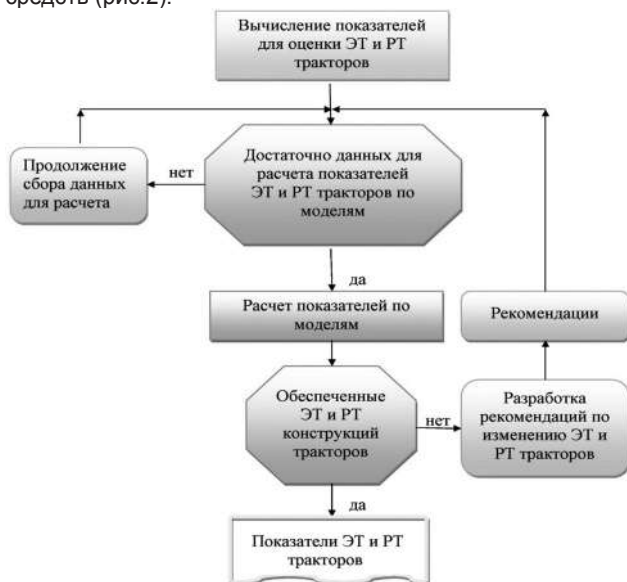 средств (рис.2).
Вычисление показателей
для оценки ЭТ и РТ
тракторов
Продолжение
сбора данных
для расчета
нет
Достаточно данных для
расчета показателей
ЭТ и РТ тракторов по
моделям
да
Расчет показателей по
моделям
Рекомендации
Обеспеченные
ЭТ и РТ
конструкций
тракторов
нет
Разработка
рекомендаций по
изменению ЭТ и
РТ тракторов
да
Показатели ЭТ и РТ
тракторов